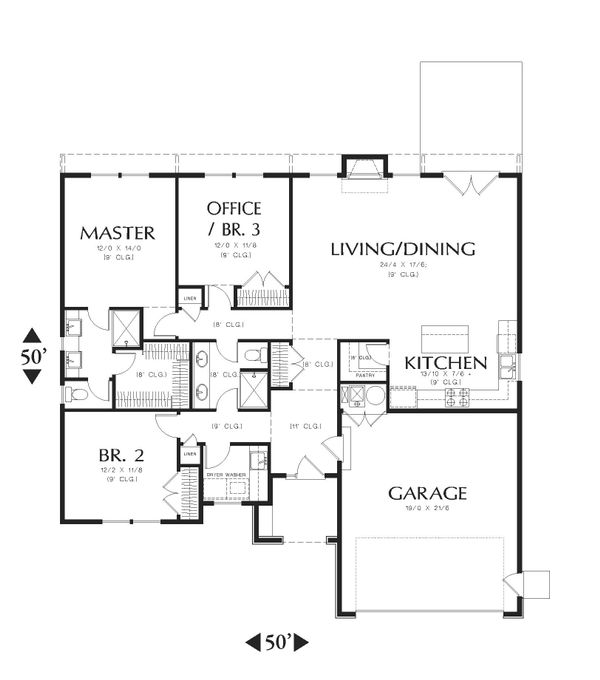 OFFICE
/ BR. 3
12/0 X 11/8
(9' CLG.)
MASTER
12/0 X 14/0
(9' CLG.)
LIVING/DINING
24/4 X 17/6;
(9' CLG.)
LINEN
(8' CLG.)
50'
(8' CLG.)
(8' CLG.)
(8' CLG.)
(8' CLG.)
PANTRY
KITCHEN
13/10 X 7/6 +
(9' CLG.)
(9' CLG.)
(11' CLG.)
BR. 2
12/2 X 11/8
(9' CLG.)
LINEN
DRYER WASHER
GARAGE
19/0 X 21/6
50'